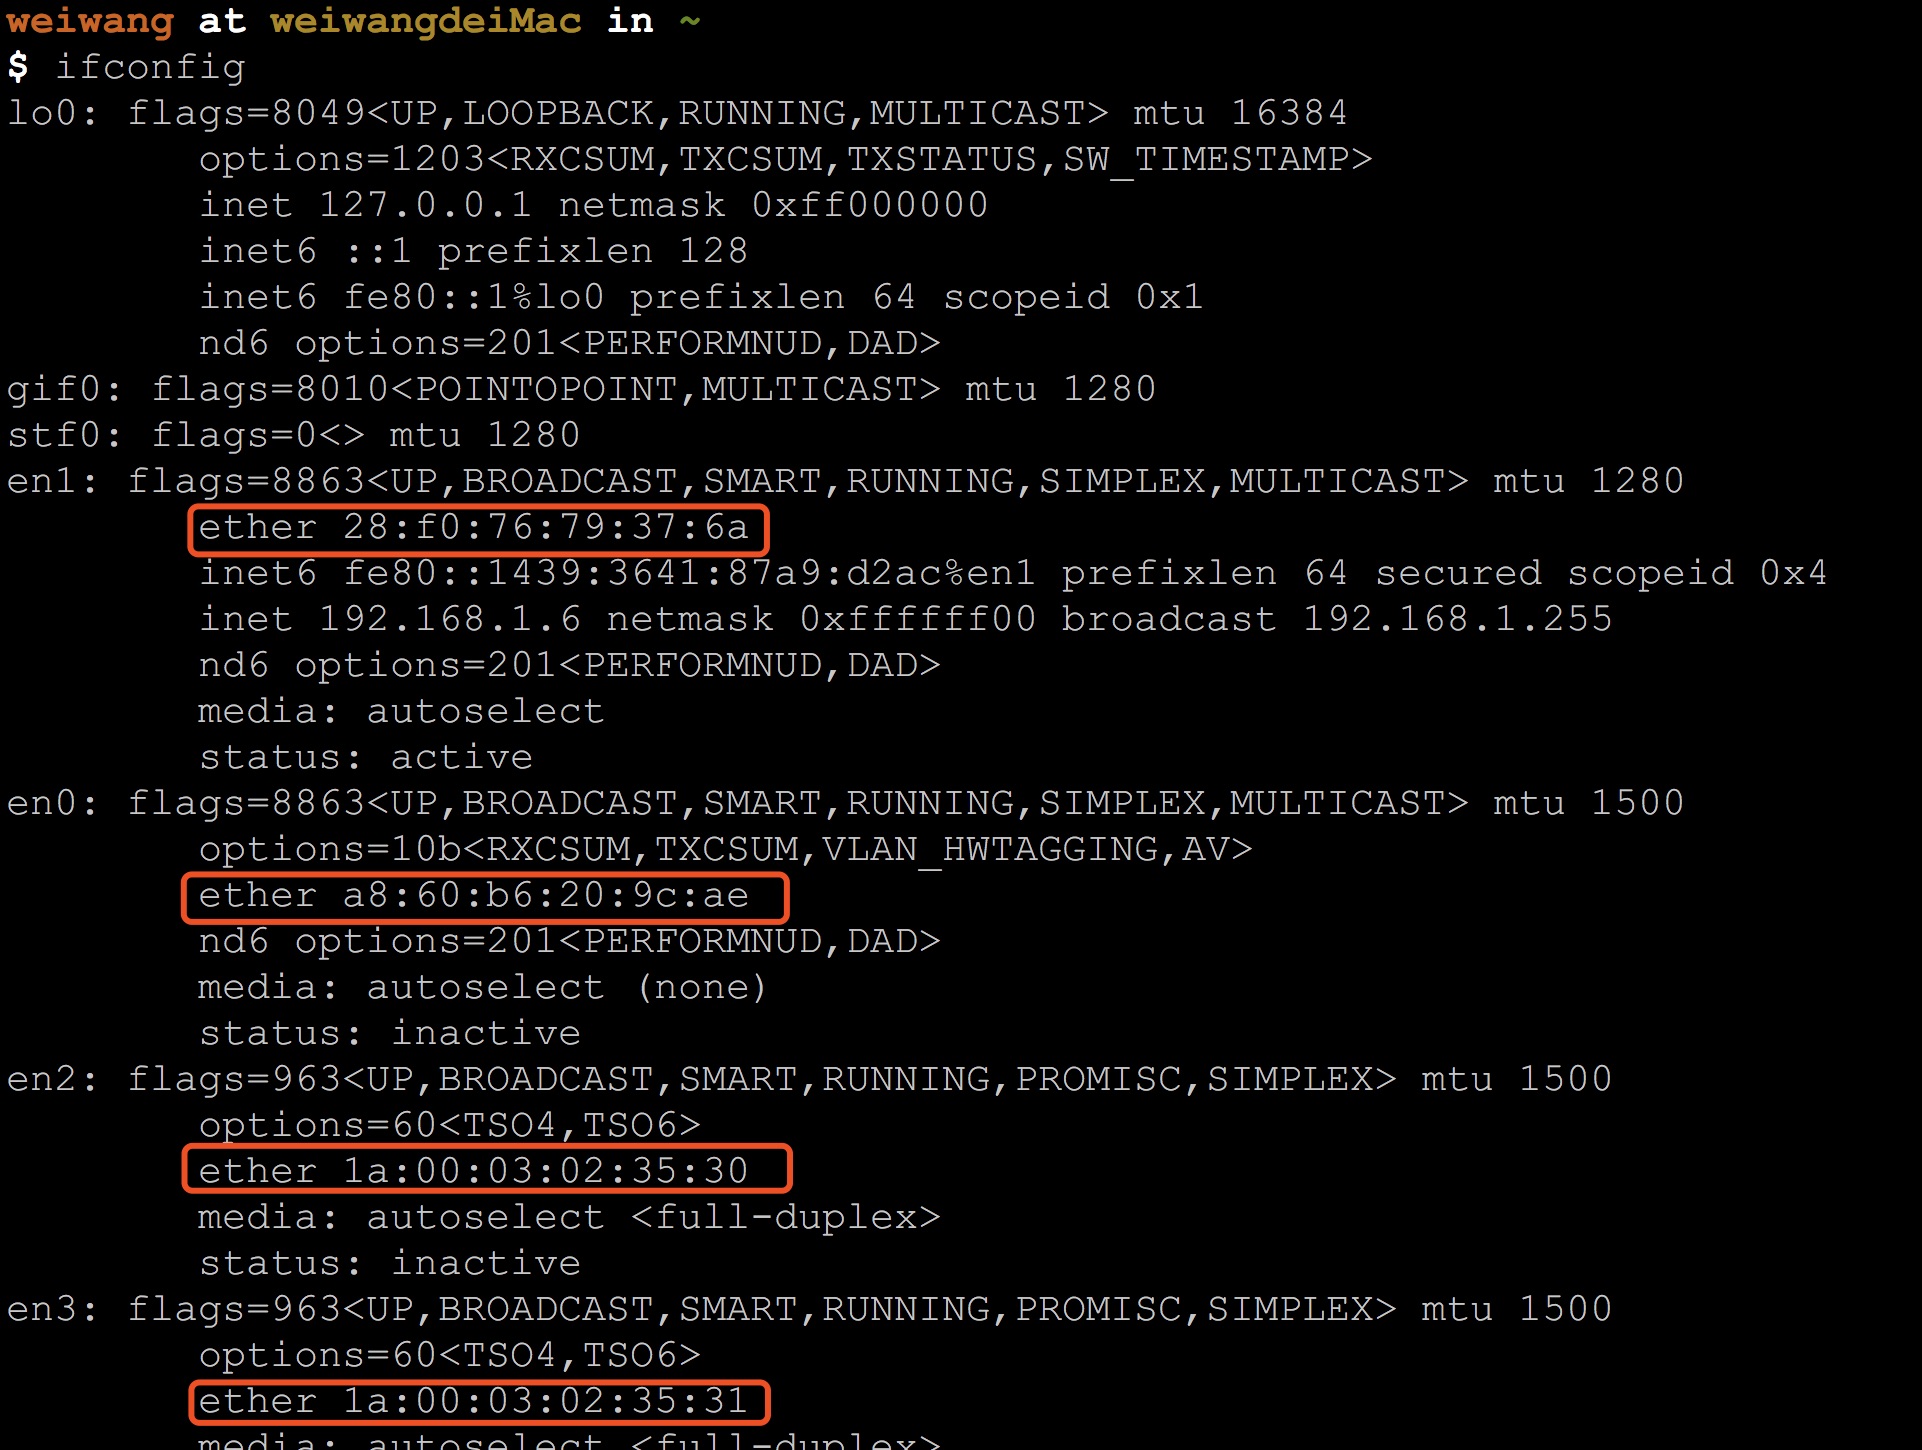 weiwang at weiwangdeiMac in ~
$ ifconfig
lo0: flags=8049<UP,LOOPBACK,RUNNING,MULTICAST> mtu 16384
options=1203<RXCSUM,TXCSUM,TXSTATUS,SW_TIMESTAMP>
inet 127.0.0.1 netmask 0xff000000
inet6 ::1 prefixlen 128
inet6 fe80::1%lo0 prefixlen 64 scopeid 0x1
nd6 options=201<PERFORMNUD,DAD>
gif0: flags=8010<POINTOPOINT,MULTICAST> mtu 1280
stf0: flags=0<> mtu 1280
en1: flags=8863<UP,BROADCAST,SMART,RUNNING,SIMPLEX,MULTICAST> mtu 1280
ether 28:f0:76:79:37:6a
inet6 fe80::1439:3641:87a9:d2ac%en1 prefixlen 64 secured scopeid 0x4
inet 192.168.1.6 netmask 0xffffff00 broadcast 192.168.1.255
nd6 options=201<PERFORMNUD,DAD>
media: autoselect
status: active
en0: flags=8863<UP,BROADCAST,SMART,RUNNING,SIMPLEX,MULTICAST> mtu 1500
options=10b<RXCSUM,TXCSUM,VLAN_HWTAGGING,AV>
ether a8:60:b6:20:9c:ae
nd6 options=201<PERFORMNUD,DAD>
media: autoselect (none)
status: inactive
en2: flags=963<UP,BROADCAST,SMART,RUNNING,PROMISC,SIMPLEX> mtu 1500
options=60<TSO4,TSO6>
ether 1a:00:03:02:35:30
media: autoselect <full-duplex>
status: inactive
en3: flags=963<UP,BROADCAST,SMART,RUNNING,PROMISC,SIMPLEX> mtu 1500
options=60<TSO4,TSO6>
ether 1a:00:03:02:35:31
media: autoselect <full-duplex>